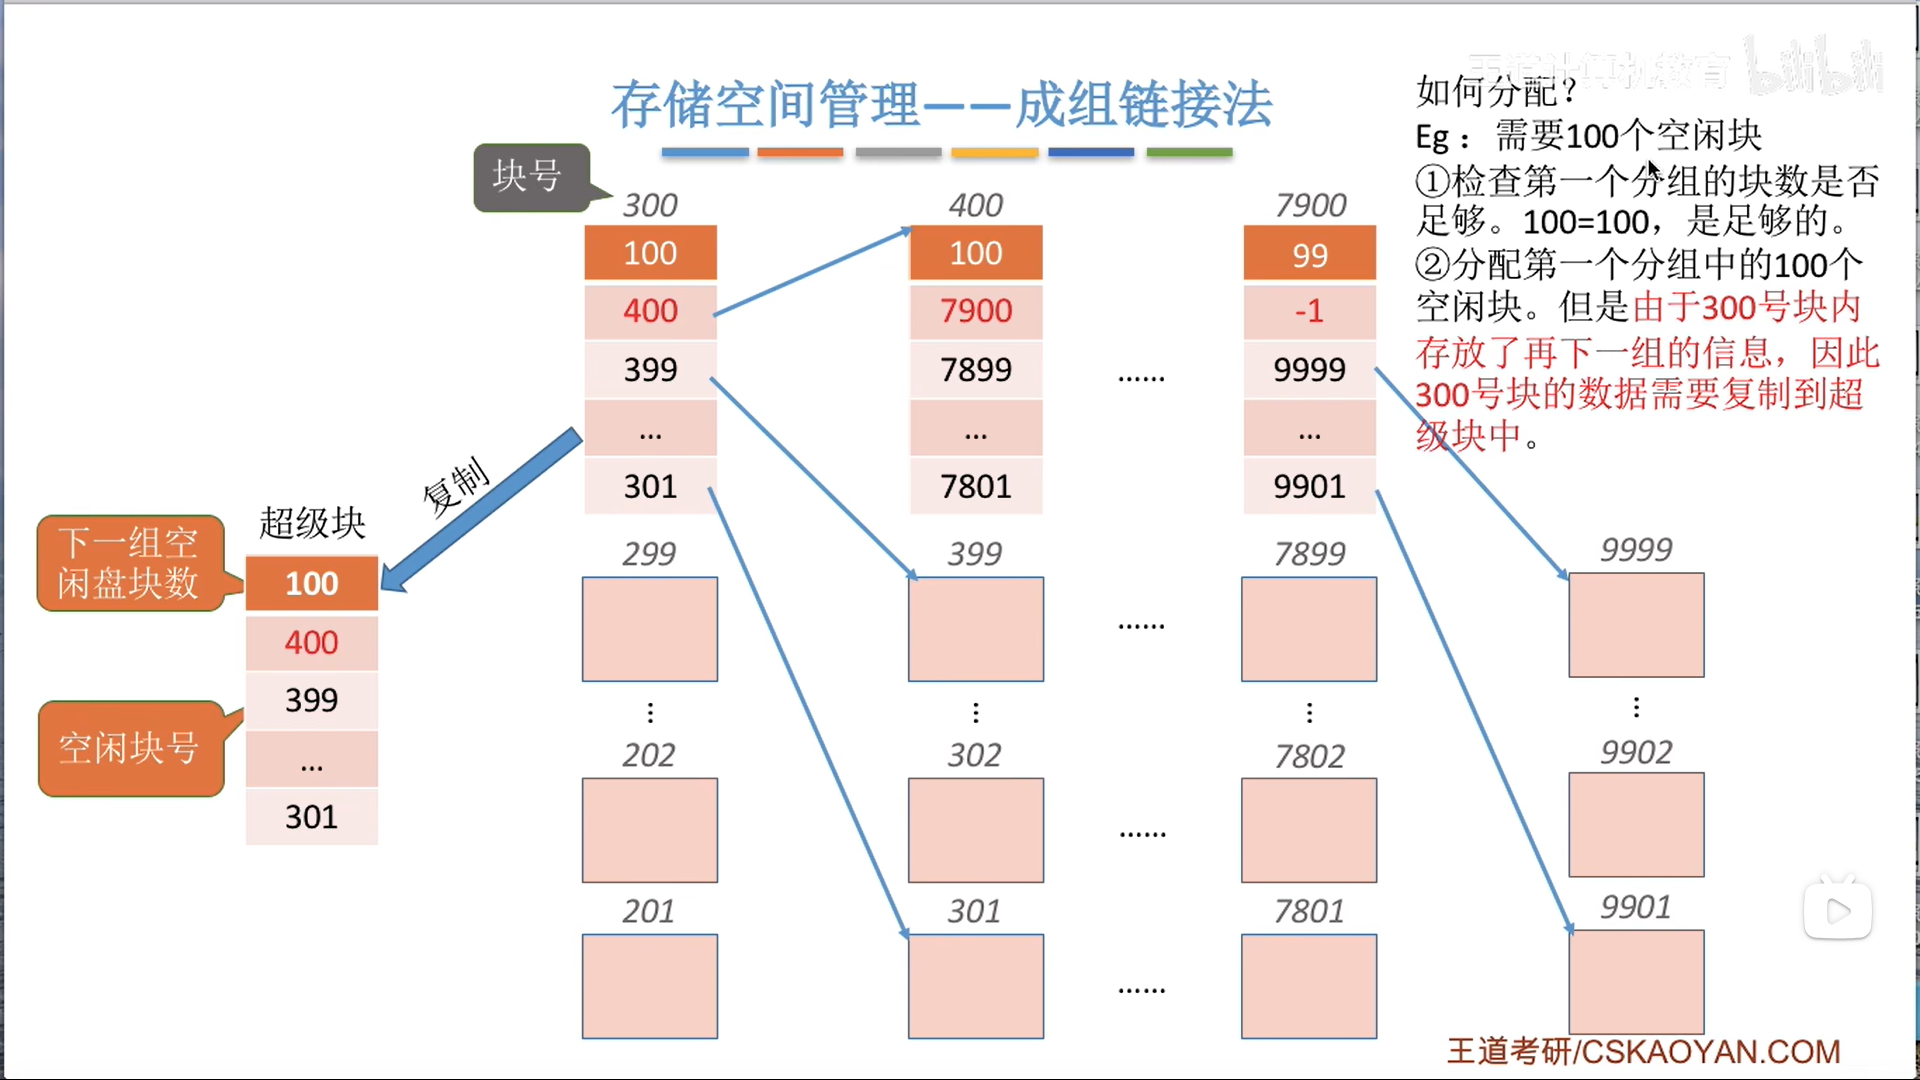 王道计算机教育 bilibili
存储空间管理——成组链接法
如何分配？
Eg： 需要100个空闲块
①检查第一个分组的块数是否
足够。100=100，是足够的。
②分配第一个分组中的100个
空闲块。但是由于300号块内
存放了再下一组的信息，因此
300号块的数据需要复制到超
级块中。
块号
300
100
400
399
...
301
299
202
201
400
100
7900
7899
...
7801
399
302
301
......
......
......
......
7900
99
-1
9999
...
9901
7899
7802
7801
9999
9902
9901
复制
超级块
下一组空
闲盘块数
空闲块号
100
400
399
...
301
王道考研/CSKAOYAN.COM